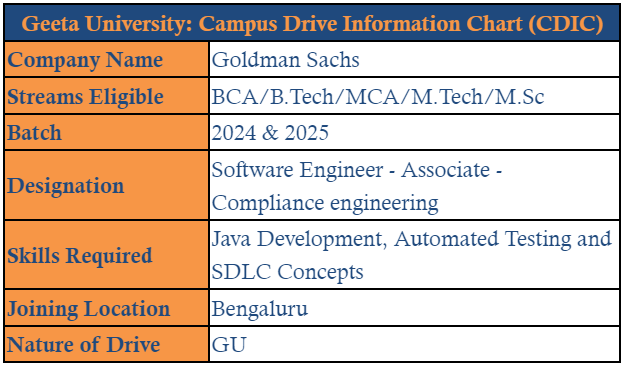 Geeta University: Campus Drive Information Chart (CDIC)
Company Name Goldman Sachs
Streams Eligible BCA/B.Tech/MCA/M.Tech/M.Sc
Batch 2024 & 2025
Designation Software Engineer - Associate -
Compliance engineering
Skills Required Java Development, Automated Testing and
SDLC Concepts
Joining Location Bengaluru
Nature of Drive GU